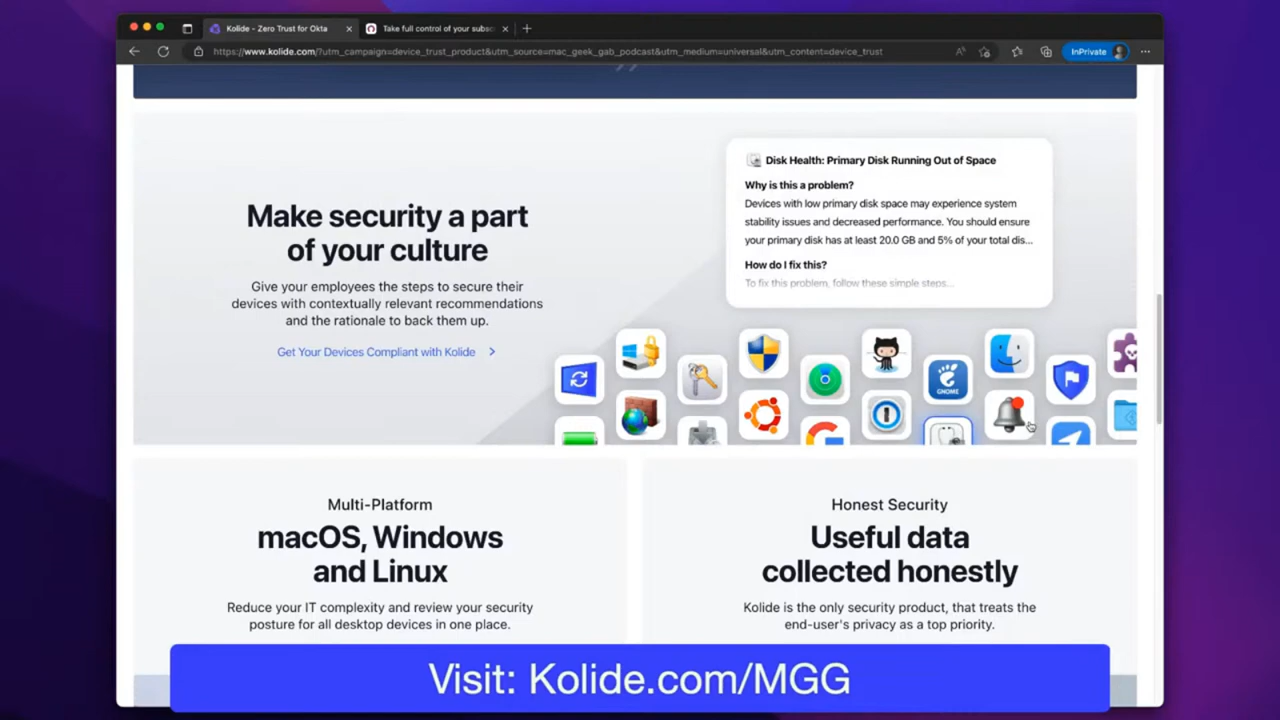 Kolide - Zero Trust for Okta
Take full control of your subsc
https://www.kolide.com/?utm_campaign=device_trust_product&utm_source=mac_geek_gab_podcast&utm_medium=universal&utm_content=device_trust
InPrivate
Disk Health: Primary Disk Running Out of Space
Why is this a problem?
Devices with low primary disk space may experience system
stability issues and decreased performance. You should ensure
your primary disk has at least 20.0 GB and 5% of your total dis...
How do I fix this?
To fix this problem, follow these simple steps...
Make security a part
of your culture
Give your employees the steps to secure their
devices with contextually relevant recommendations
and the rationale to back them up.
Get Your Devices Compliant with Kolide
GNOME
Multi-Platform
macOS, Windows
and Linux
Reduce your IT complexity and review your security
posture for all desktop devices in one place.
Honest Security
Useful data
collected honestly
Kolide is the only security product, that treats the
end-user's privacy as a top priority.
Visit: Kolide.com/MGG